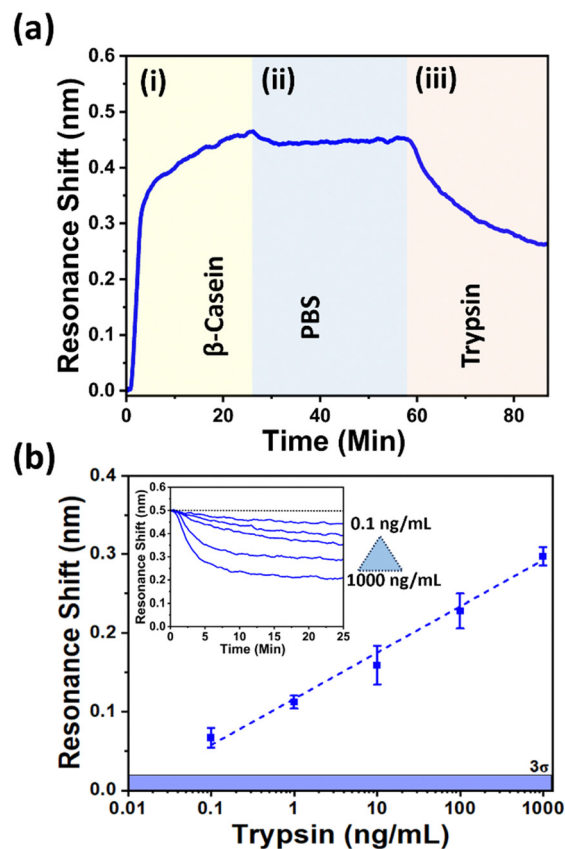 (a)
0.6
0.5
0.4
0.3
0.2
0.1
0.0
Resonance Shift (nm)
(i)
(ii)
(iii)
β-Casein
PBS
Trypsin
0
20
40
60
80
Time (Min)
(b)
0.4
0.3
0.2
0.1
0.0
Resonance Shift (nm)
0.6
0.5
0.4
0.3
0.2
0.1
0.0
Resonance Shift (nm)
0
5
10
15
20
25
Time (Min)
0.1 ng/mL
1000 ng/mL
3σ
0.01
0.1
1
10
100
1000
Trypsin (ng/mL)